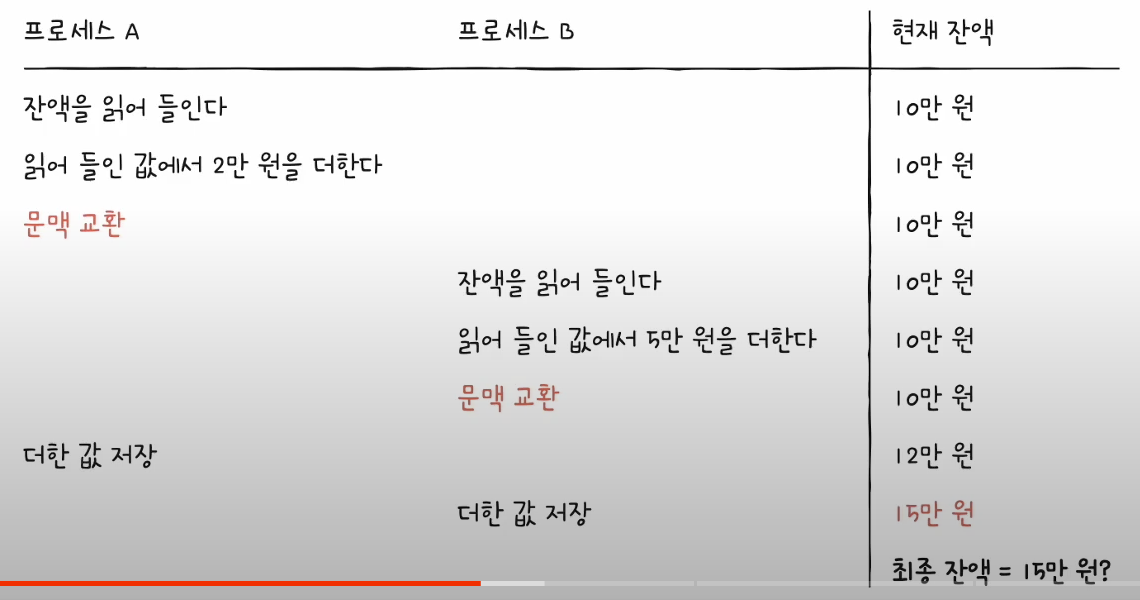 프로세스 A 프로세스 B 현재 잔액
잔액을 읽어 들인다 10만 원
읽어 들인 값에서 2만 원을 더한다 10만 원
문맥 교환 10만 원
잔액을 읽어 들인다 10만 원
읽어 들인 값에서 5만 원을 더한다 10만 원
문맥 교환 10만 원
더한 값 저장 12만 원
더한 값 저장 15만 원
최종 잔액 = 15만 원?